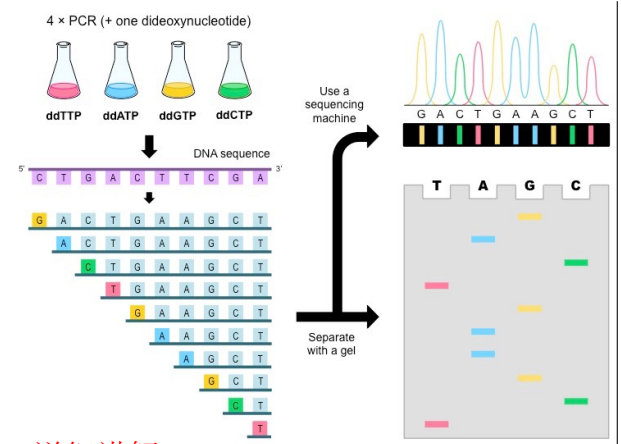 4 × PCR (+ one dideoxynucleotide)
ddTTP ddATP ddGTP ddCTP
DNA sequence
5' 3'
C T G A C T T C G A
G A C T G A A G C T
A C T G A A G C T
C T G A A G C T
T G A A G C T
G A A G C T
A A G C T
A G C T
G C T
C T
T
Use a
sequencing
machine
Separate
with a gel
G A C T G A A G C T
T A G C